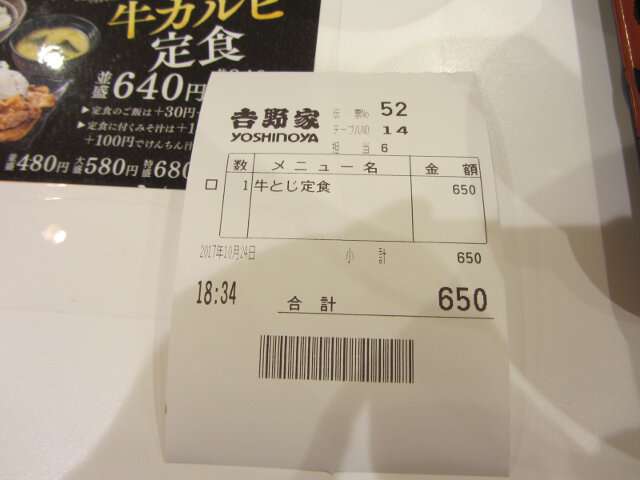 牛カルビ
定食
並盛640円
▶定食のご飯は+30円
▶定食に付くみそ汁は+1
+100円でけんちん汁
並盛480円 大盛580円 特盛680
吉野家
YOSHINOYA
伝票No 52
テーブルNO 14
担当 6
数 メニュー名 金額
1 牛とじ定食 650
2017年10月24日 小計 650
18:34 合計 650